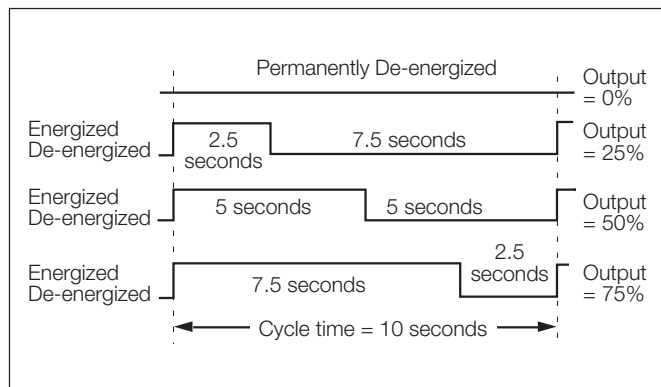 Permanently De-energized
Output
= 0%
Energized
De-energized
2.5
seconds
7.5 seconds
Output
= 25%
Energized
De-energized
5 seconds
5 seconds
Output
= 50%
Energized
De-energized
7.5 seconds
2.5
seconds
Output
= 75%
Cycle time = 10 seconds